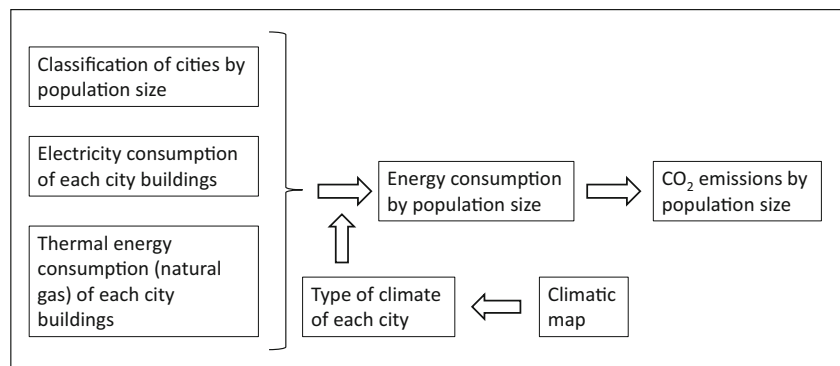 Classification of cities by
population size
Electricity consumption
of each city buildings
Thermal energy
consumption (natural
gas) of each city
buildings
Energy consumption
by population size
CO₂ emissions by
population size
Type of climate
of each city
Climatic
map